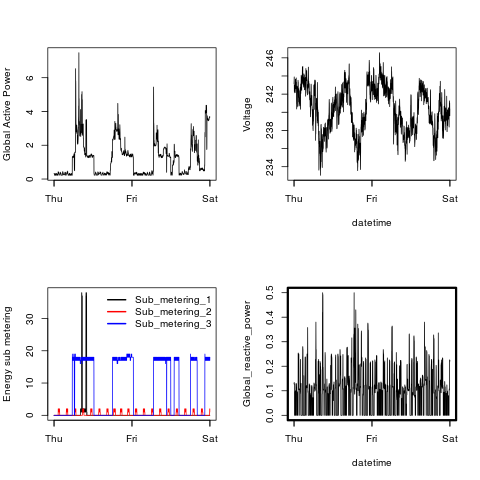 Global Active Power
0
2
4
6
Thu
Fri
Sat
Voltage
234
238
242
246
Thu
Fri
Sat
datetime
Energy sub metering
0
10
20
30
Sub_metering_1
Sub_metering_2
Sub_metering_3
Thu
Fri
Sat
Global_reactive_power
0.0
0.1
0.2
0.3
0.4
0.5
Thu
Fri
Sat
datetime